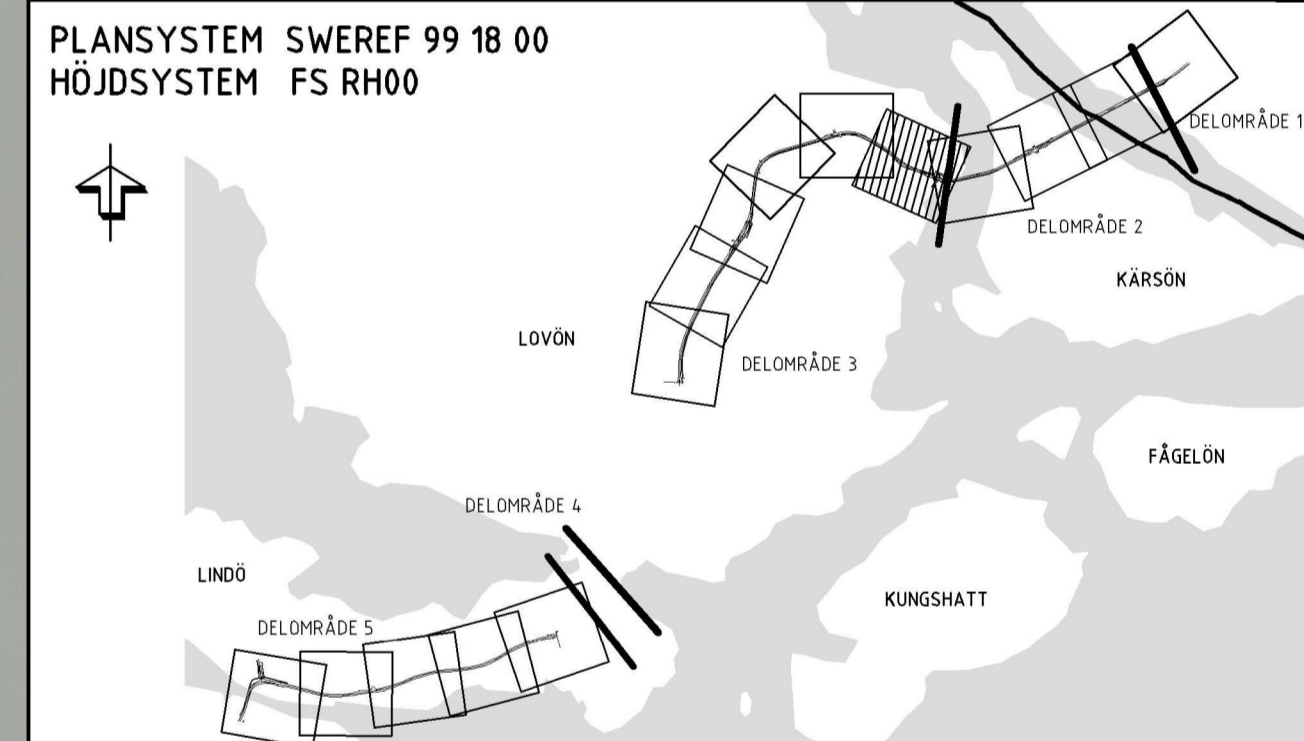 PLANSYSTEM SWEREF 99 18 00
HÖJDSYSTEM FS RH00
DELOMRÅDE 1
DELOMRÅDE 2
KÄRSÖN
LOVÖN
DELOMRÅDE 3
FÅGELÖN
DELOMRÅDE 4
LINDÖ
KUNGSHATT
DELOMRÅDE 5